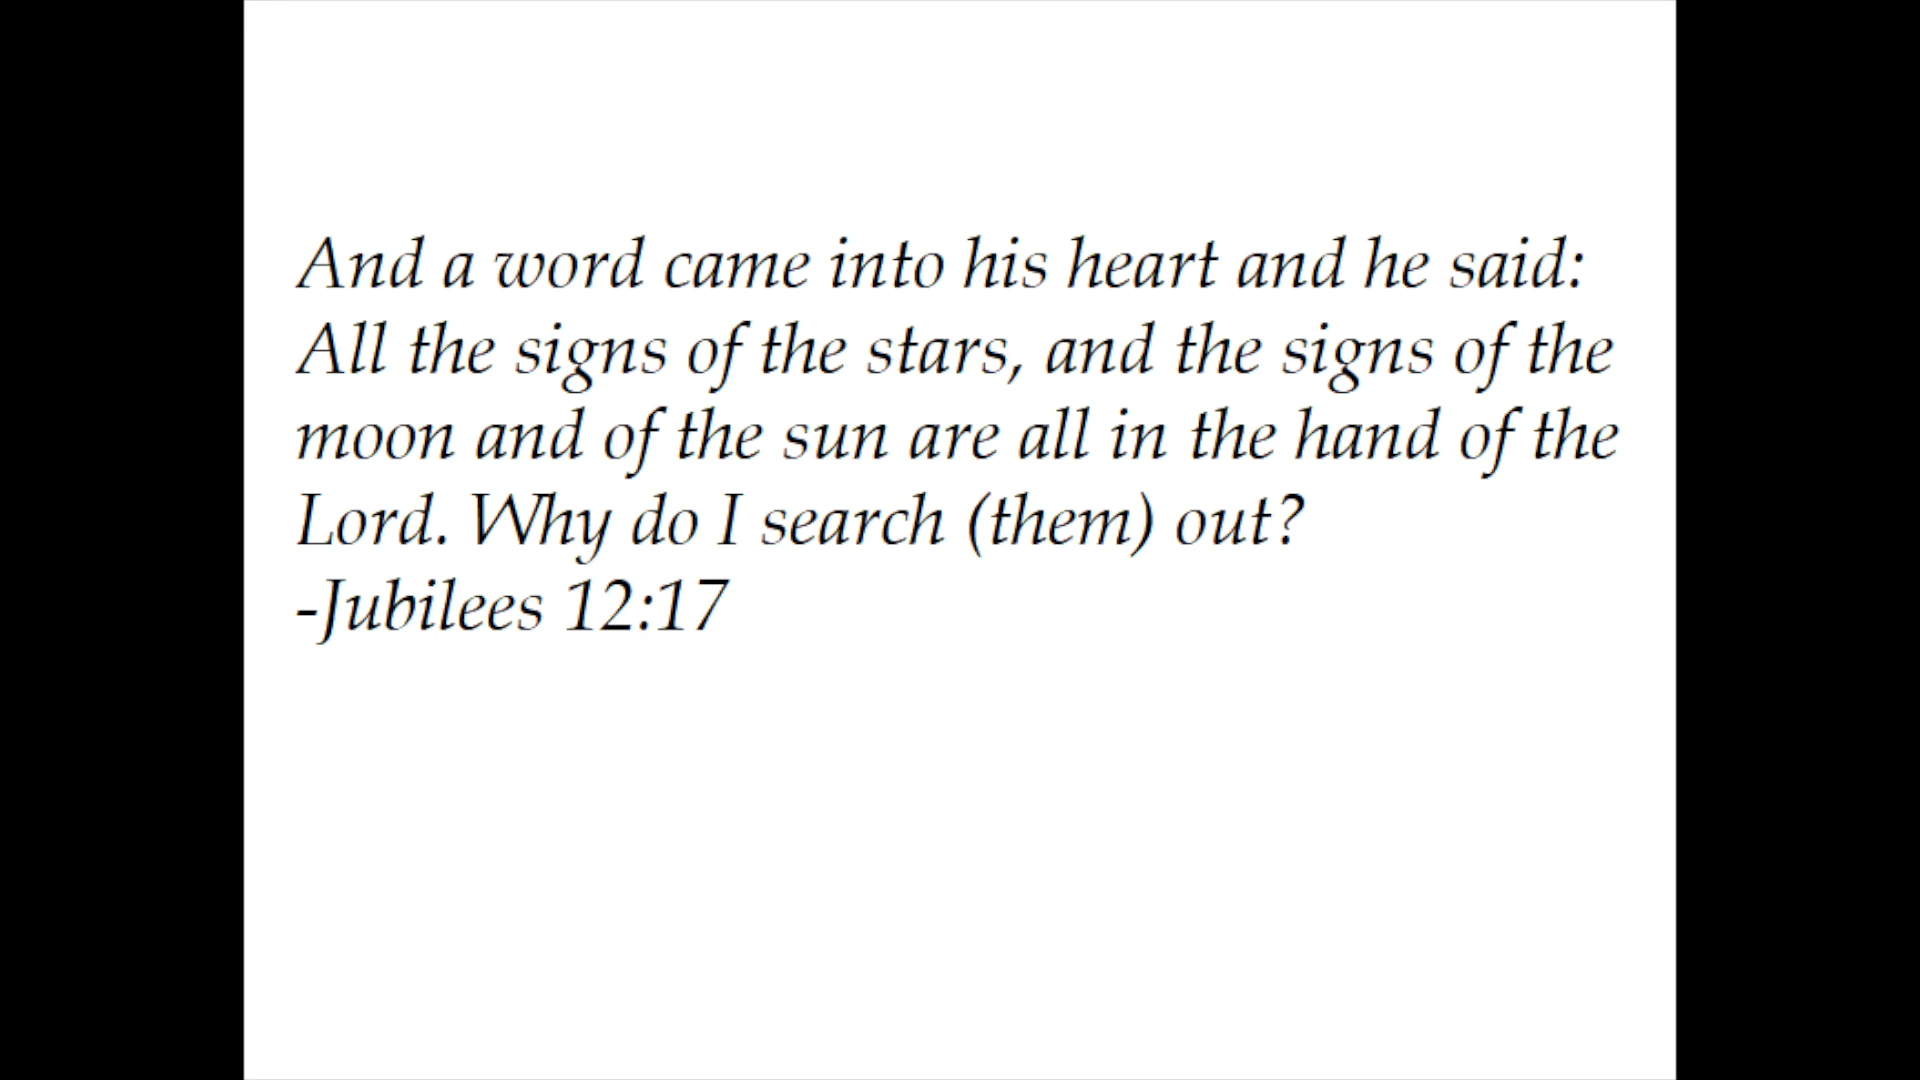 And a word came into his heart and he said:
All the signs of the stars, and the signs of the
moon and of the sun are all in the hand of the
Lord. Why do I search (them) out?
-Jubilees 12:17